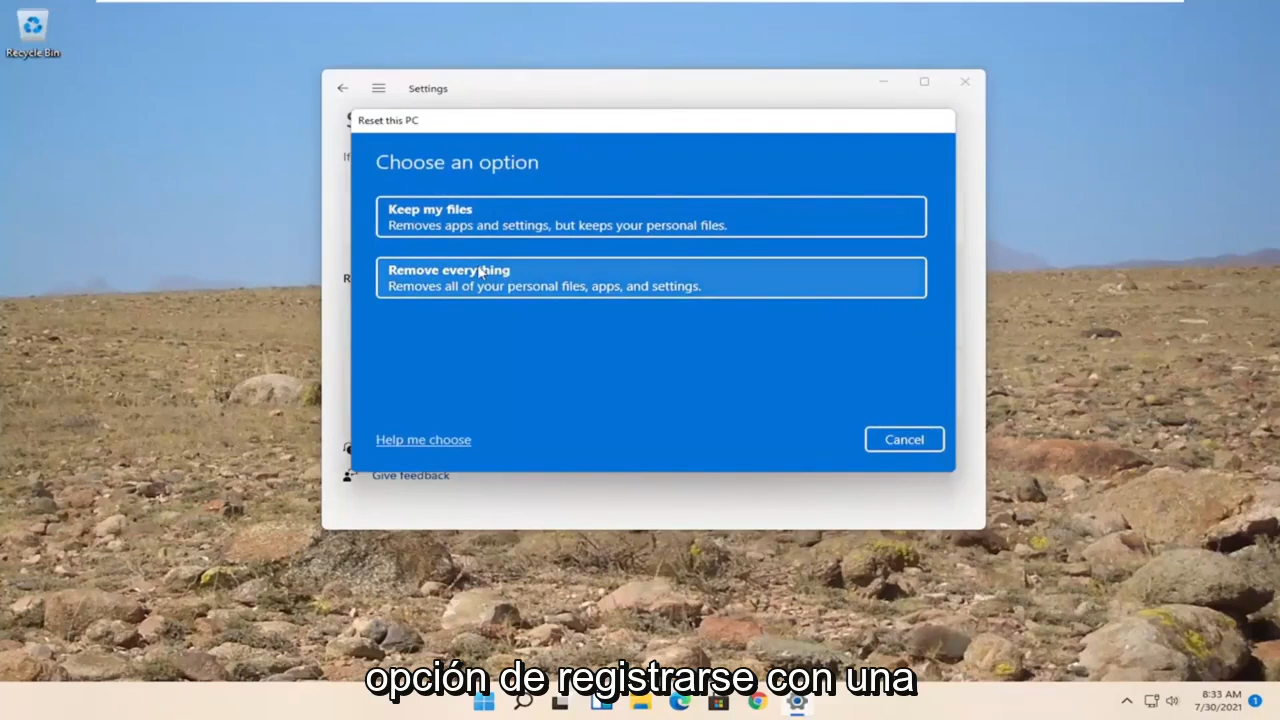 Recycle Bin
Settings
Reset this PC
Choose an option
Keep my files
Removes apps and settings, but keeps your personal files.
Remove everything
Removes all of your personal files, apps, and settings.
Help me choose
Cancel
Give feedback
opción de registrarse con una
8:33 AM
7/30/2021
1